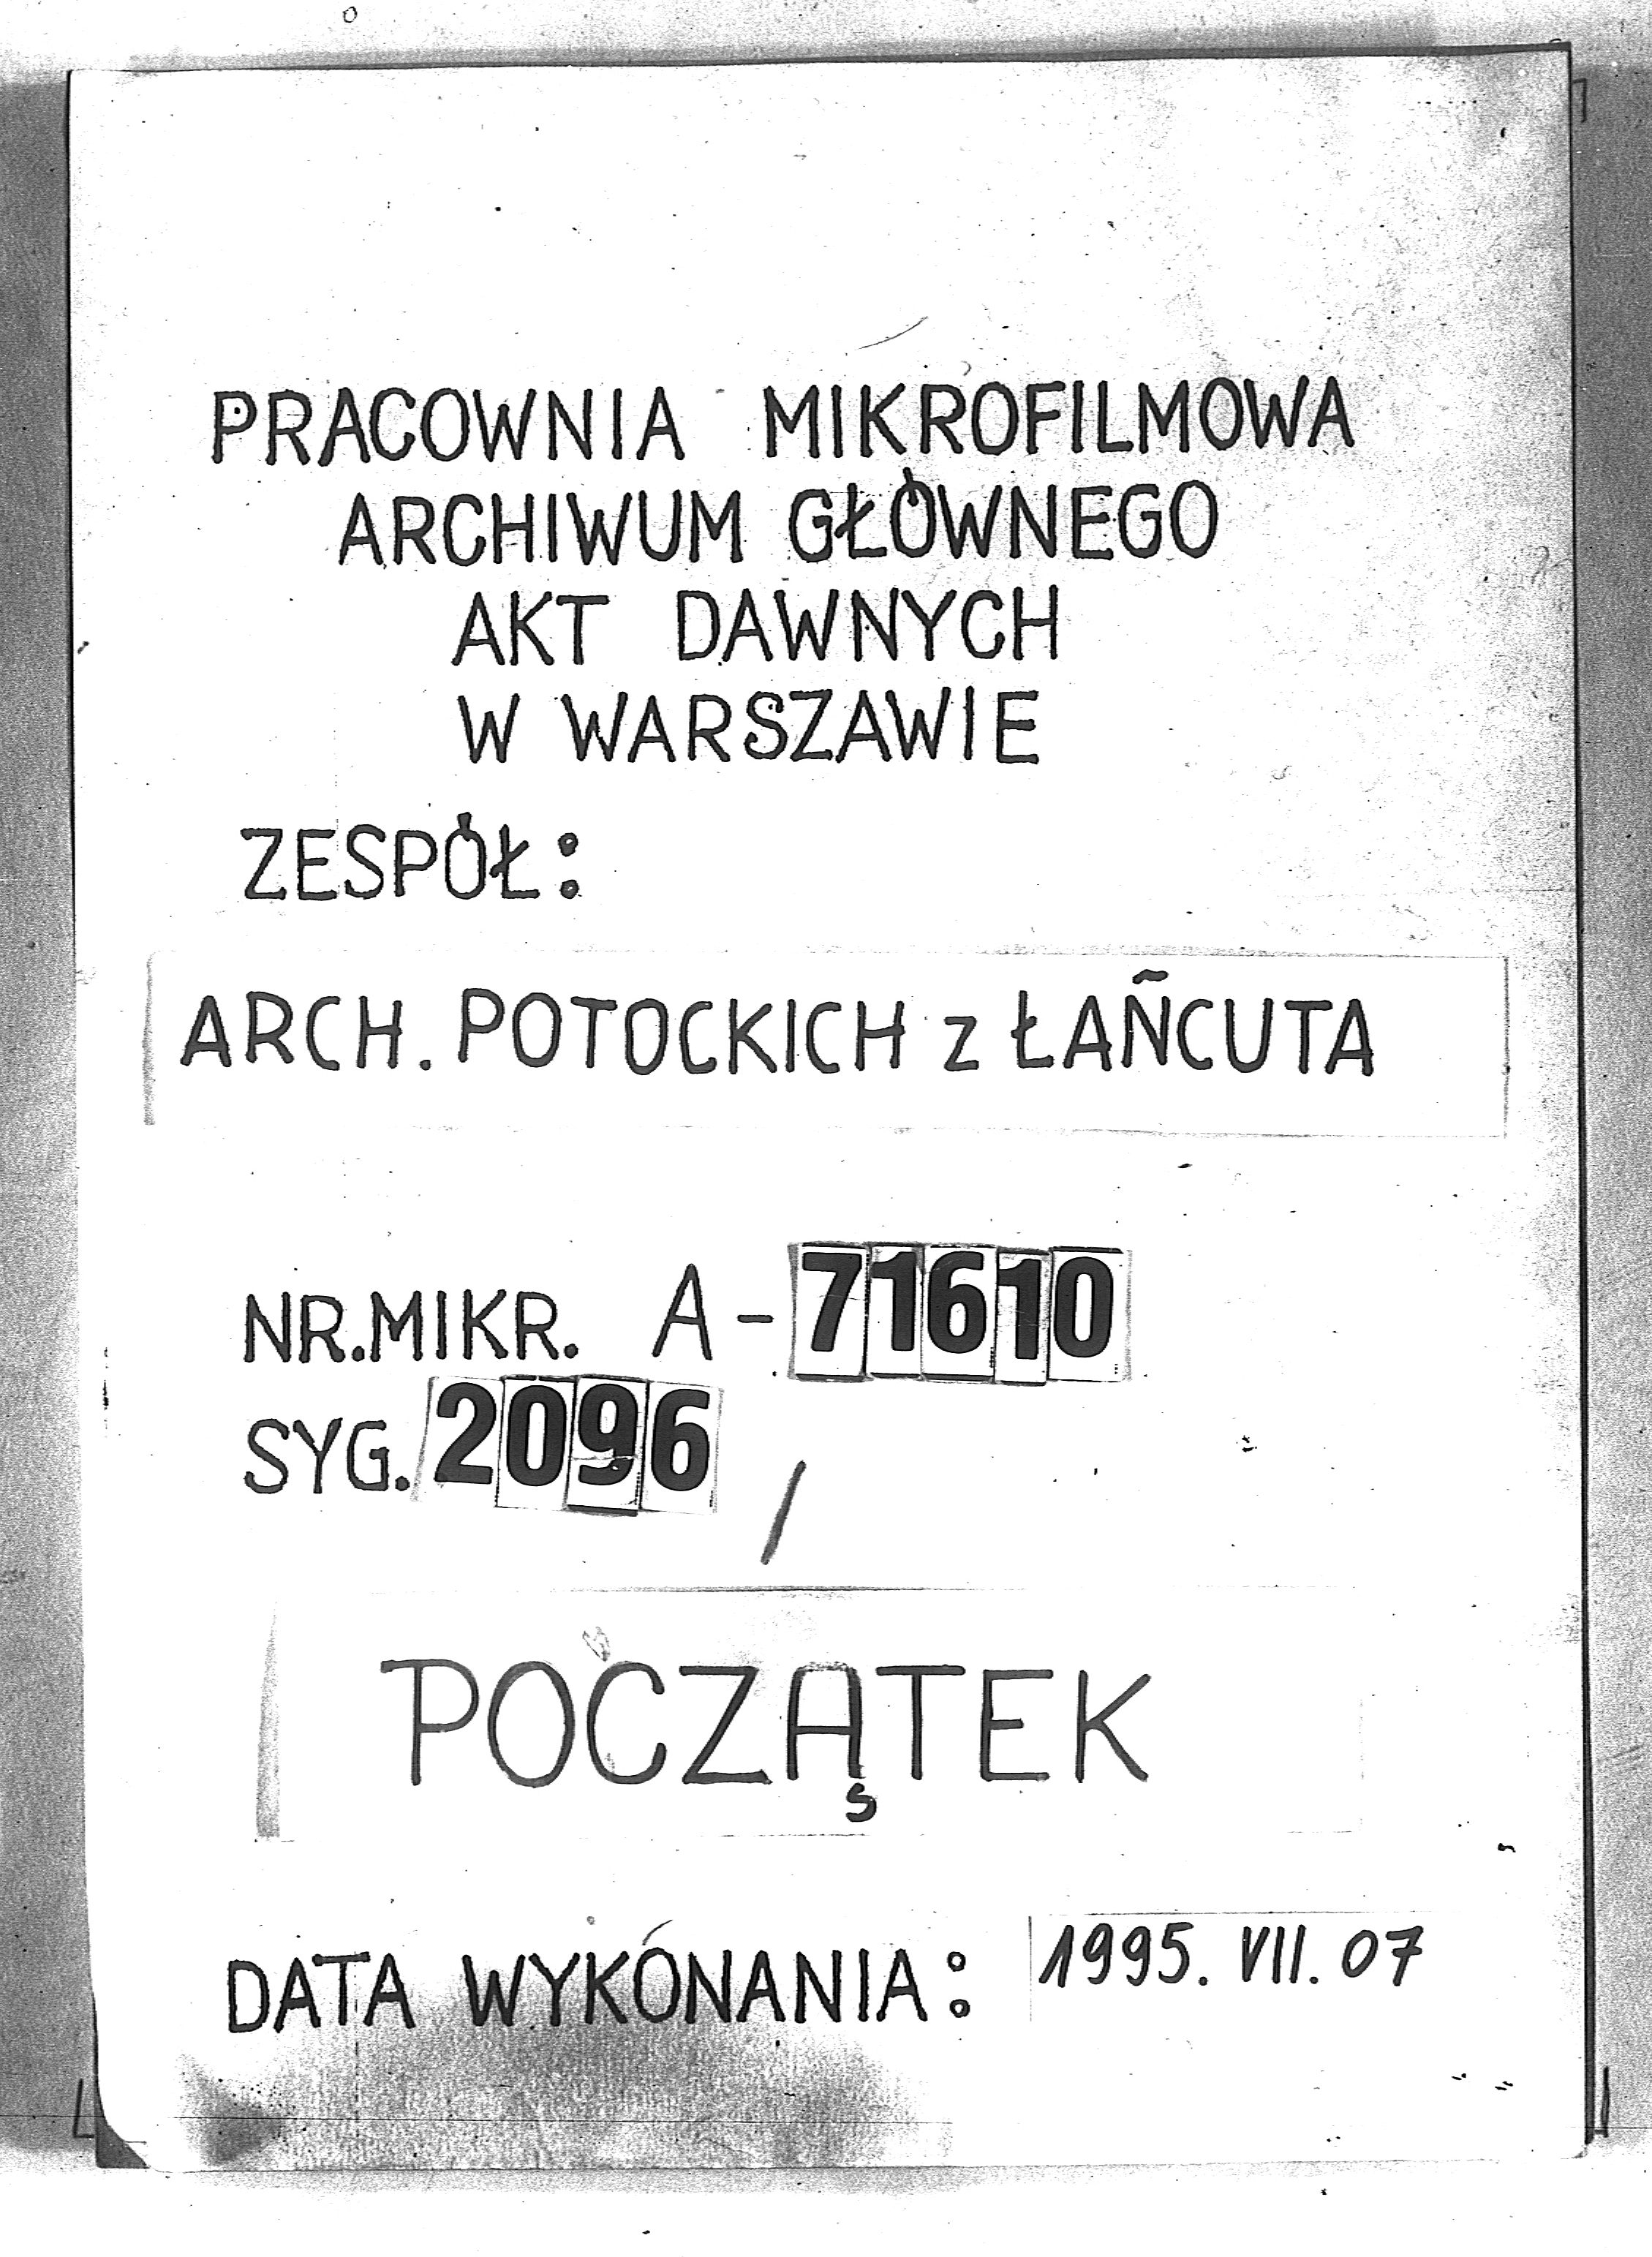 PRACOWNIA MIKROFILMOWA
ARCHIWUM GŁÓWNEGO
AKT DAWNYCH
W WARSZAWIE
ZESPÓŁ:
ARCH. POTOCKICH z ŁAŃCUTA
NR.MIKR. A-71610
SYG. 2096 /
POCZĄTEK
DATA WYKONANIA: 1995. VII. 07